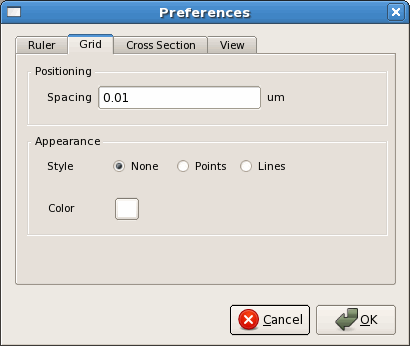 Preferences
Ruler Grid Cross Section View
Positioning
Spacing 0.01 um
Appearance
Style None Points Lines
Color
Cancel OK